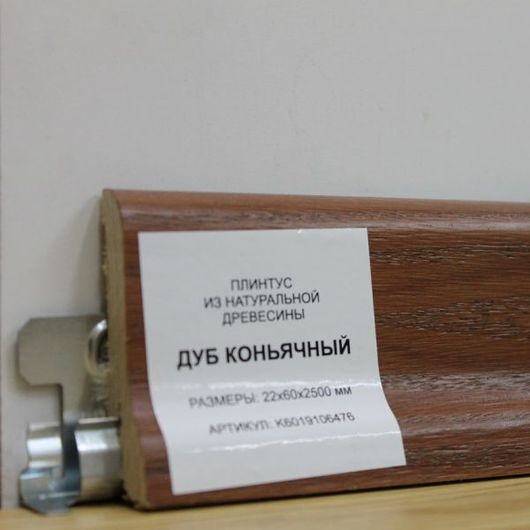 ПЛИНТУС
ИЗ НАТУРАЛЬНОЙ
ДРЕВЕСИНЫ
ДУБ КОНЬЯЧНЫЙ
РАЗМЕРЫ: 22х60х2500 мм
АРТИКУЛ: К6019106476